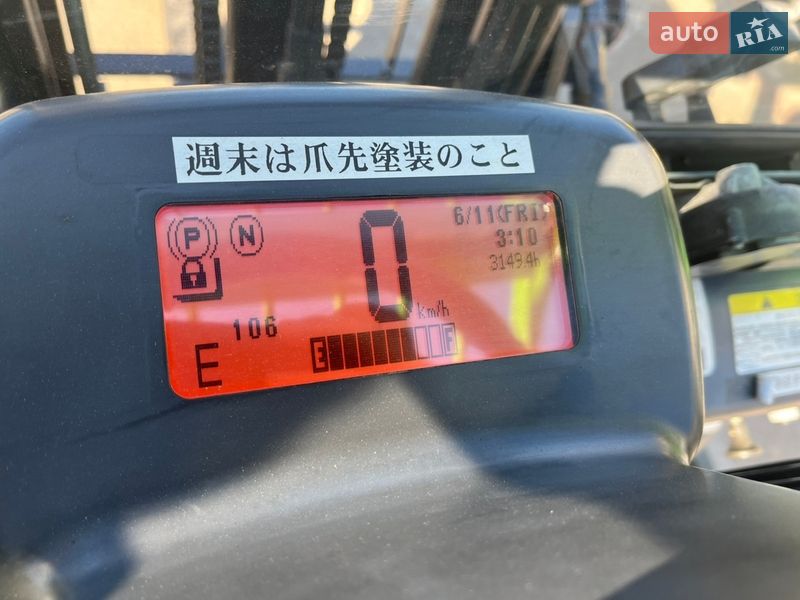 auto RIA .com
週末は爪先塗装のこと
6/11(FRI)
P N 0 3:10
3149.4h
km/h
106
E
E F